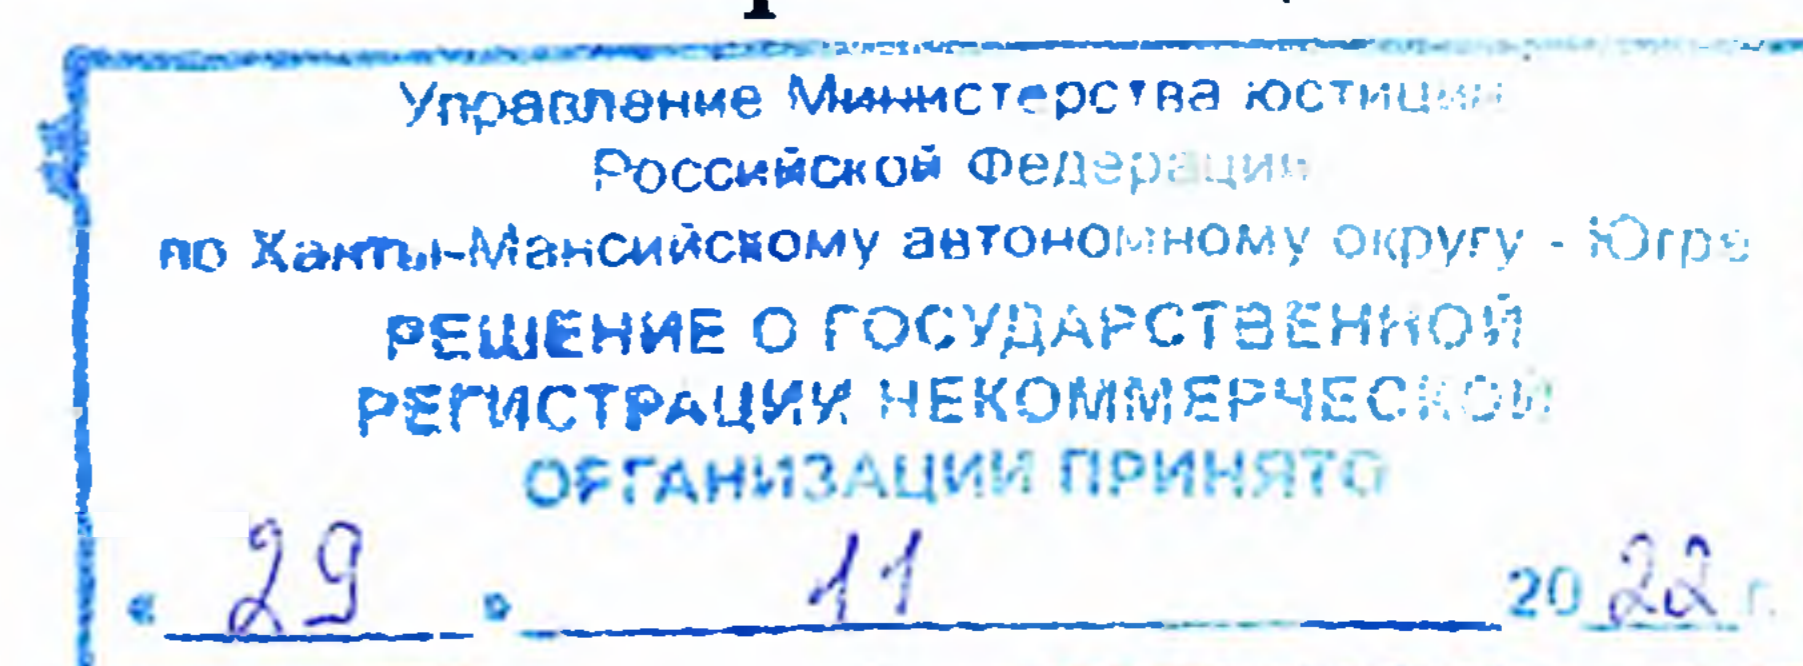 Управление Министерства юстиции
Российской Федерации
по Ханты-Мансийскому автономному округу - Югре
РЕШЕНИЕ О ГОСУДАРСТВЕННОЙ
РЕГИСТРАЦИИ НЕКОММЕРЧЕСКОЙ
ОРГАНИЗАЦИИ ПРИНЯТО
« 29 » 11 2022 г.